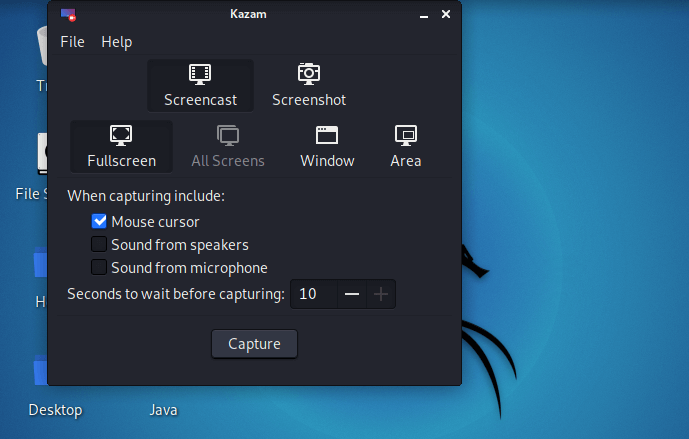 Kazam
File Help
Screencast Screenshot
Fullscreen All Screens Window Area
When capturing include:
Mouse cursor
Sound from speakers
Sound from microphone
Seconds to wait before capturing: 10
Capture
File
Desktop Java